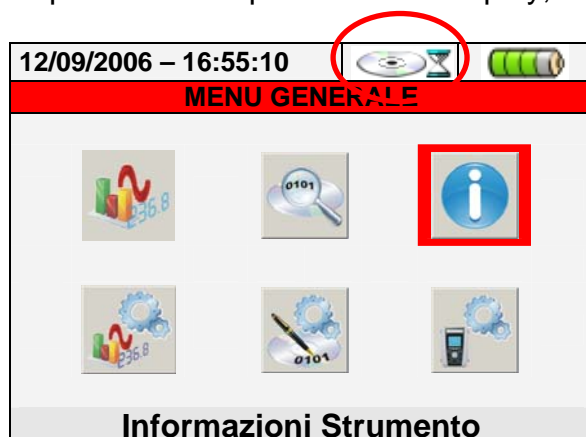 12/09/2006 – 16:55:10
MENU GENERALE
236.8
0101
236.8
0101
Informazioni Strumento